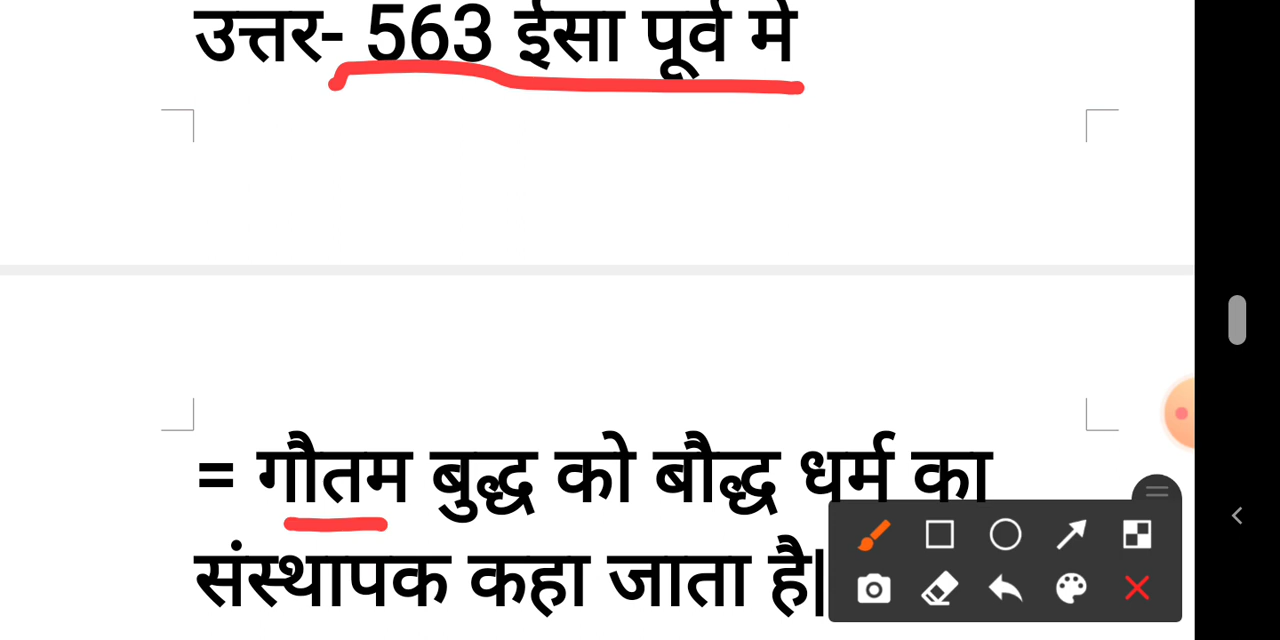 उत्तर- 563 ईसा पूर्व मे
= गौतम बुद्ध को बौद्ध धर्म का
संस्थापक कहा जाता है|